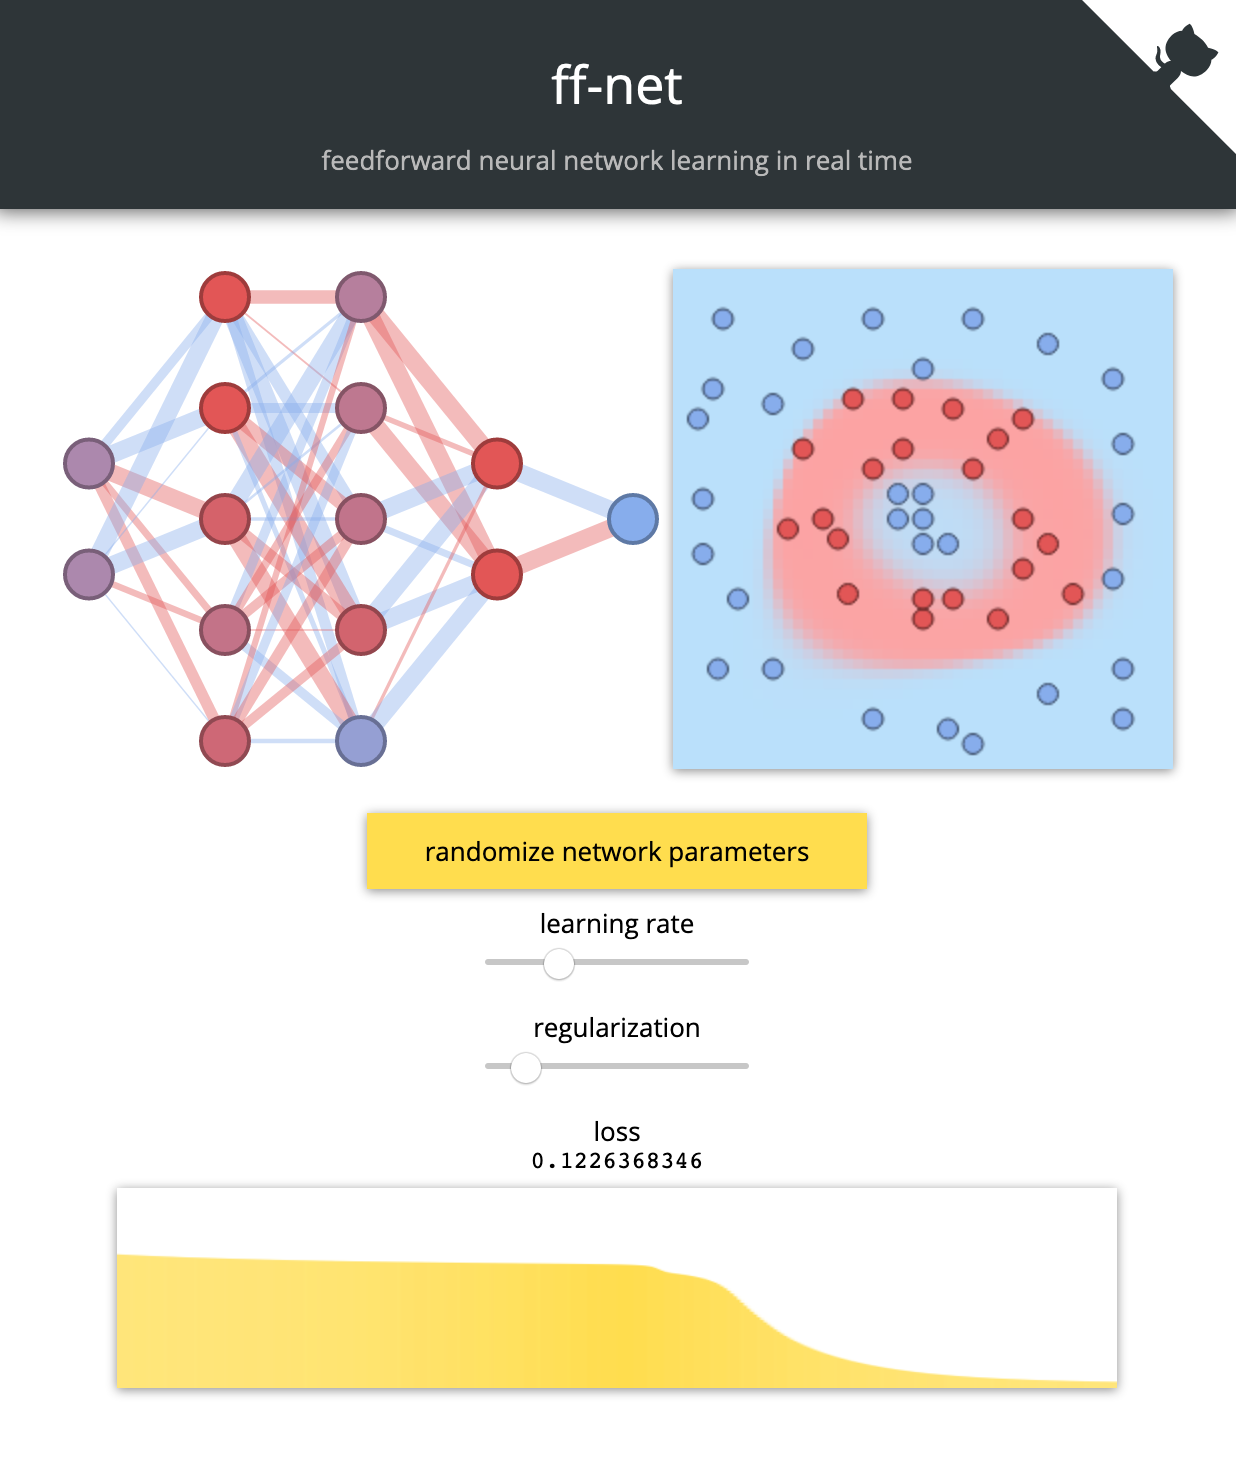 ff-net
feedforward neural network learning in real time
randomize network parameters
learning rate
regularization
loss
0.1226368346